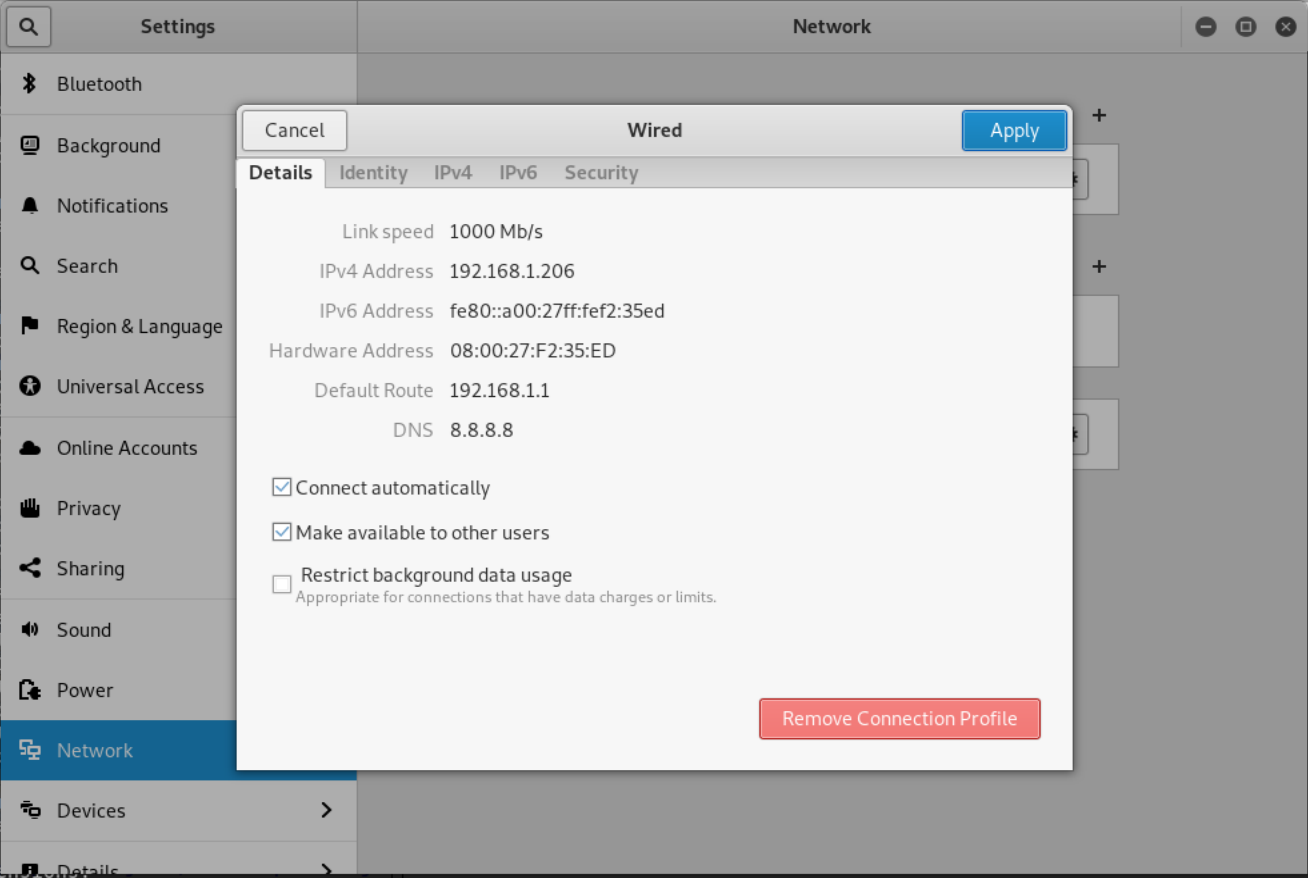 Settings
Network
Bluetooth
Background
Notifications
Search
Region & Language
Universal Access
Online Accounts
Privacy
Sharing
Sound
Power
Network
Devices
Details
Cancel
Wired
Apply
Details Identity IPv4 IPv6 Security
Link speed 1000 Mb/s
IPv4 Address 192.168.1.206
IPv6 Address fe80::a00:27ff:fef2:35ed
Hardware Address 08:00:27:F2:35:ED
Default Route 192.168.1.1
DNS 8.8.8.8
Connect automatically
Make available to other users
Restrict background data usage
Appropriate for connections that have data charges or limits.
Remove Connection Profile